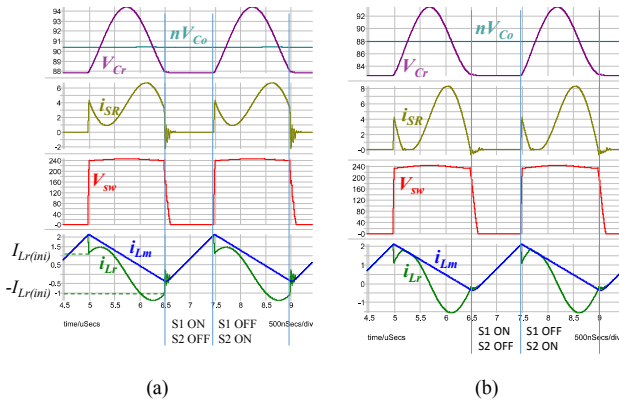 94
92
90
88
nV_Co
V_Cr
6
4
2
-0
i_SR
240
200
160
120
80
40
-0
V_sw
2
1.5
1
0.5
0
-0.5
-1
I_Lr(ini)
-I_Lr(ini)
i_Lm
i_Lr
4.5 5 5.5 6 6.5 7 7.5 8 8.5 9
time/uSecs
S1 ON S1 OFF
S2 OFF S2 ON
500nSecs/div
(a)
94
92
90
88
86
84
nV_Co
V_Cr
8
6
4
2
-0
i_SR
240
200
160
120
80
40
-0
V_sw
2
1
0
-1
i_Lm
i_Lr
4.5 5 5.5 6 6.5 7 7.5 8 8.5 9
time/uSecs
S1 ON S1 OFF
S2 OFF S2 ON
500nSecs/div
(b)